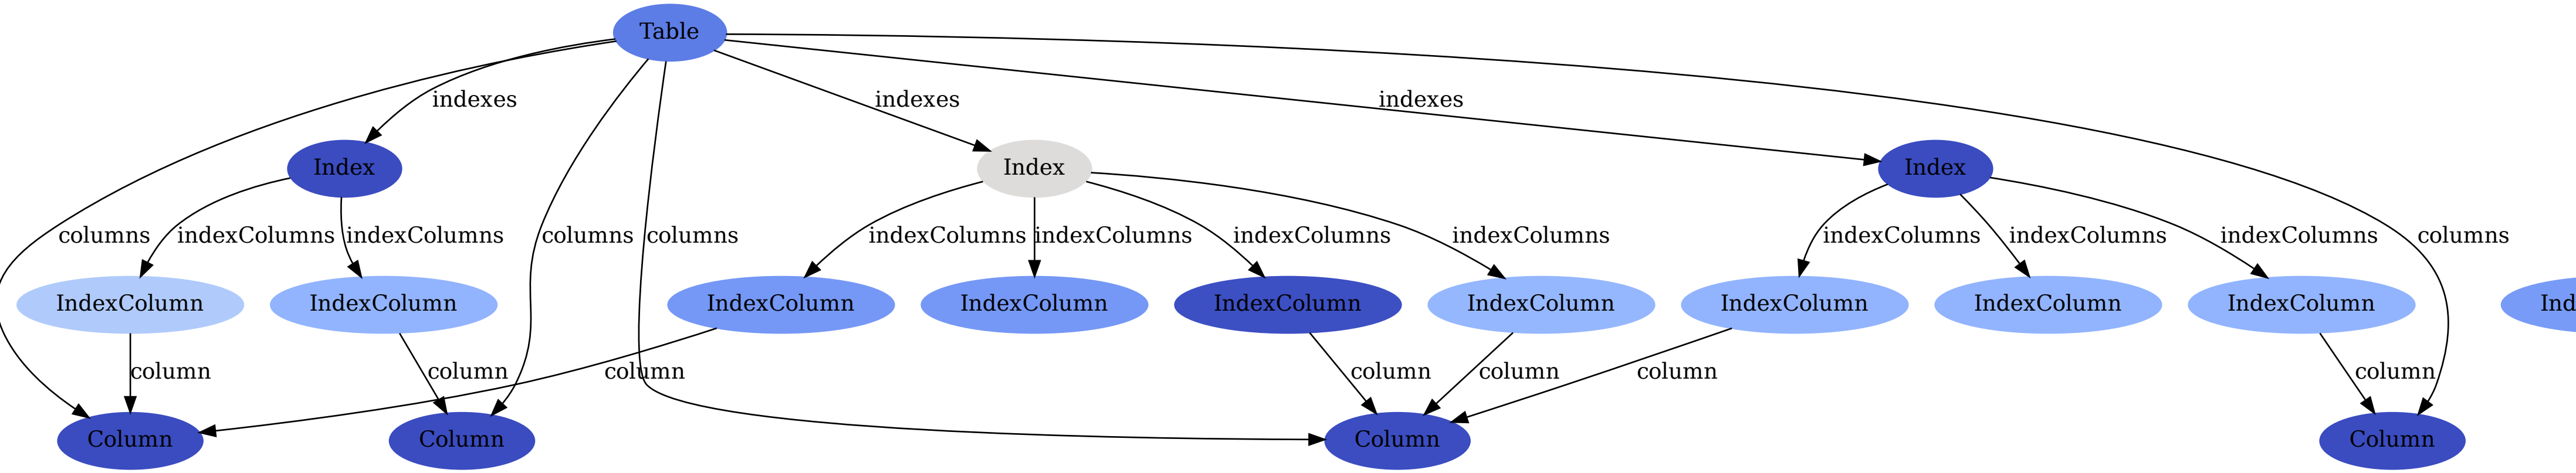 Table
indexes indexes indexes
Index Index Index
columns indexColumns indexColumns columns columns indexColumns indexColumns indexColumns indexColumns indexColumns indexColumns indexColumns columns
IndexColumn IndexColumn IndexColumn IndexColumn IndexColumn IndexColumn IndexColumn IndexColumn IndexColumn
column column column column column column column
Column Column Column Column